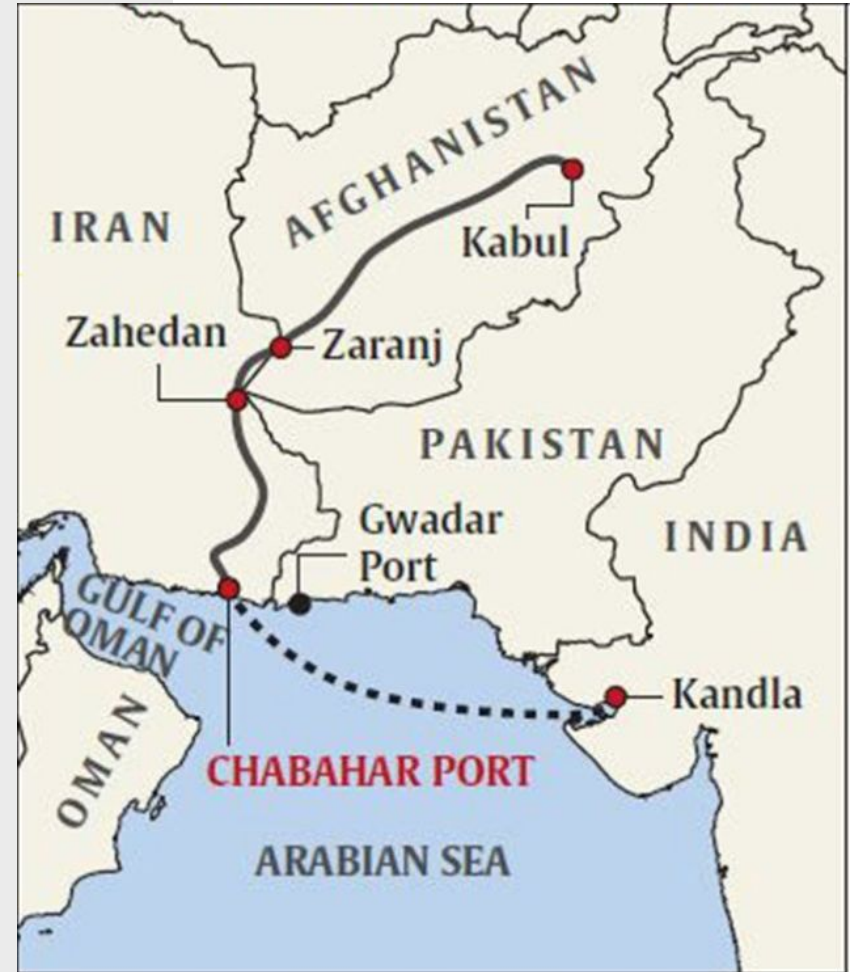 AFGHANISTAN
IRAN
Kabul
Zahedan
Zaranj
PAKISTAN
Gwadar
Port
INDIA
GULF OF
OMAN
Kandla
OMAN
CHABAHAR PORT
ARABIAN SEA